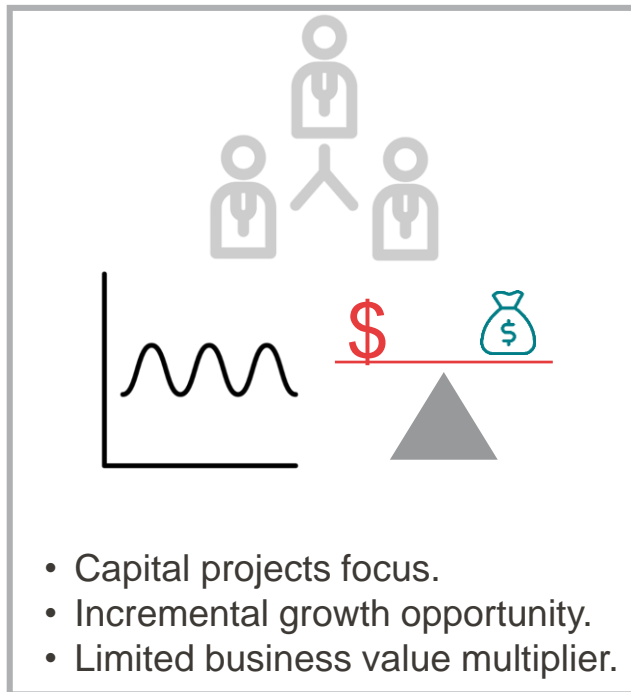 $ $
• Capital projects focus.
• Incremental growth opportunity.
• Limited business value multiplier.